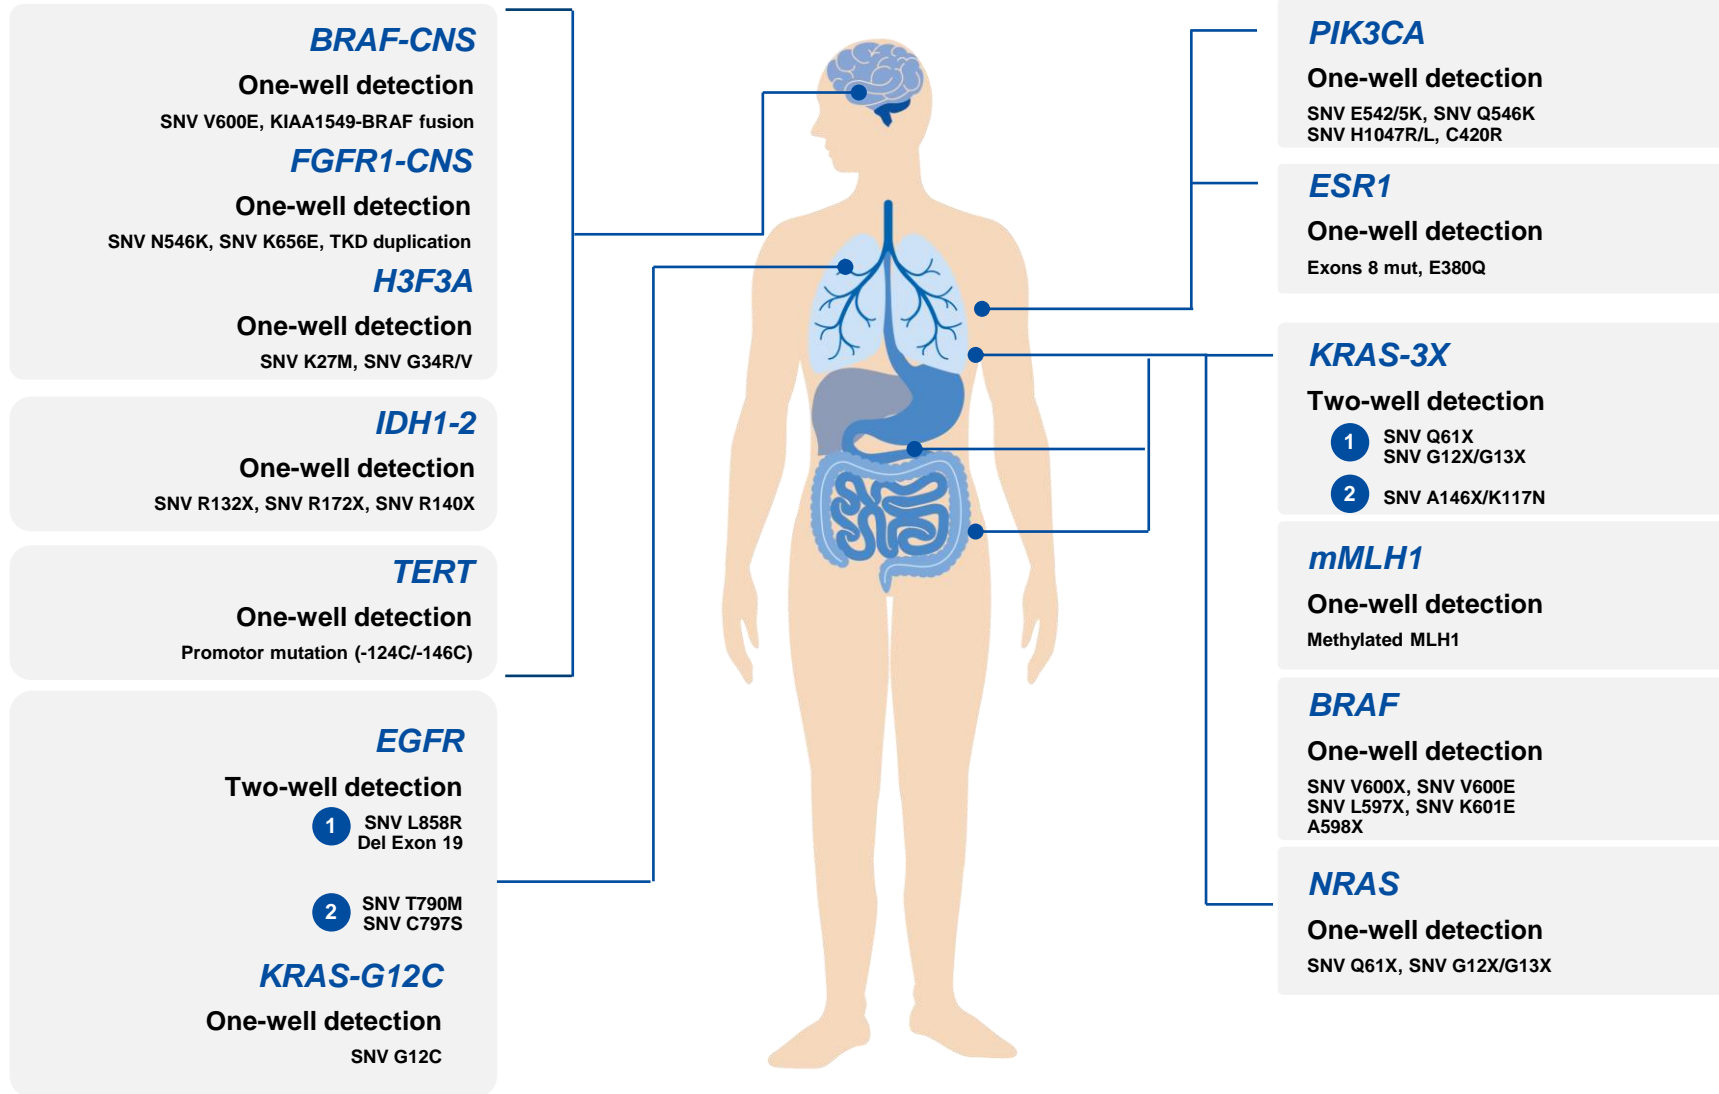 BRAF-CNS
One-well detection
SNV V600E, KIAA1549-BRAF fusion
FGFR1-CNS
One-well detection
SNV N546K, SNV K656E, TKD duplication
H3F3A
One-well detection
SNV K27M, SNV G34R/V
IDH1-2
One-well detection
SNV R132X, SNV R172X, SNV R140X
TERT
One-well detection
Promotor mutation (-124C/-146C)
EGFR
Two-well detection
1
SNV L858R
Del Exon 19
2
SNV T790M
SNV C797S
KRAS-G12C
One-well detection
SNV G12C
PIK3CA
One-well detection
SNV E542/5K, SNV Q546K
SNV H1047R/L, C420R
ESR1
One-well detection
Exons 8 mut, E380Q
KRAS-3X
Two-well detection
1
SNV Q61X
SNV G12X/G13X
2
SNV A146X/K117N
mMLH1
One-well detection
Methylated MLH1
BRAF
One-well detection
SNV V600X, SNV V600E
SNV L597X, SNV K601E
A598X
NRAS
One-well detection
SNV Q61X, SNV G12X/G13X